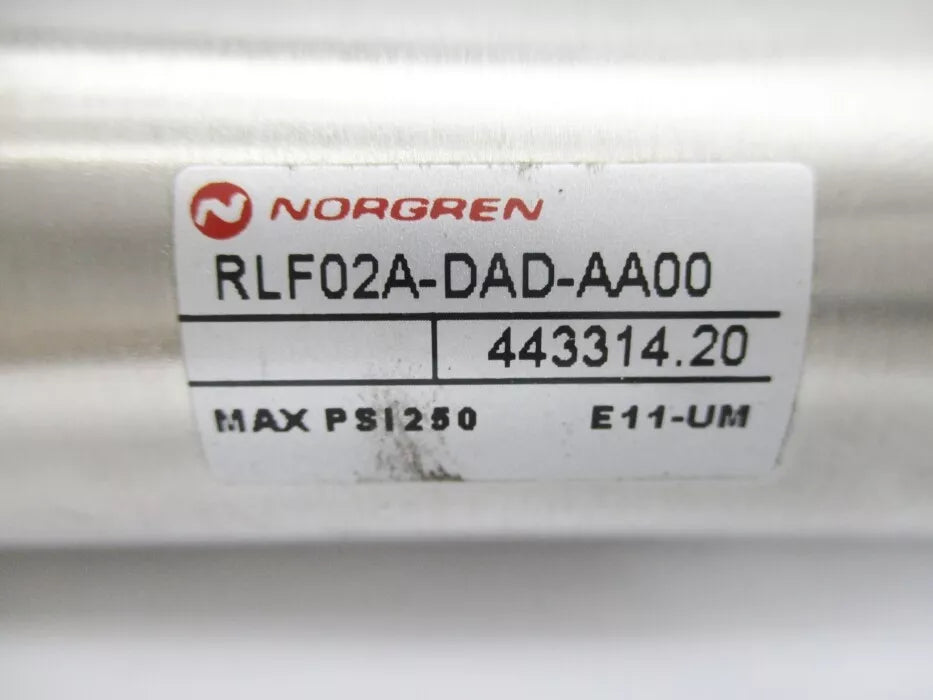 NORGREN
RLF02A-DAD-AA00
443314.20
MAX PSI250 E11-UM